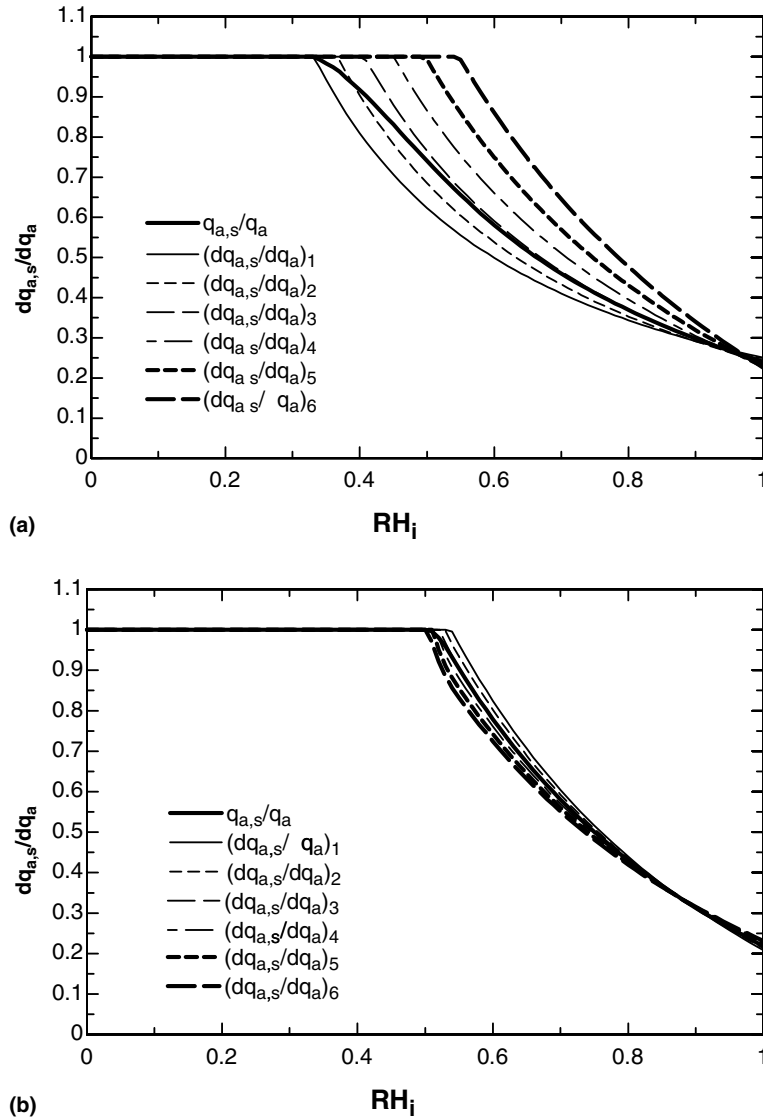 1.1
1
0.9
0.8
0.7
0.6
0.5
0.4
0.3
0.2
0.1
0
dqa,s/dqa
qa,s/qa
(dqa,s/dqa)1
(dqa,s/dqa)2
(dqa,s/dqa)3
(dqa s/dqa)4
(dqa s/dqa)5
(dqa s/ qa)6
0 0.2 0.4 0.6 0.8 1
(a) RHi
1.1
1
0.9
0.8
0.7
0.6
0.5
0.4
0.3
0.2
0.1
0
dqa,s/dqa
qa,s/qa
(dqa,s/ qa)1
(dqa,s/dqa)2
(dqa,s/dqa)3
(dqa,s/dqa)4
(dqa,s/dqa)5
(dqa,s/dqa)6
0 0.2 0.4 0.6 0.8 1
(b) RHi